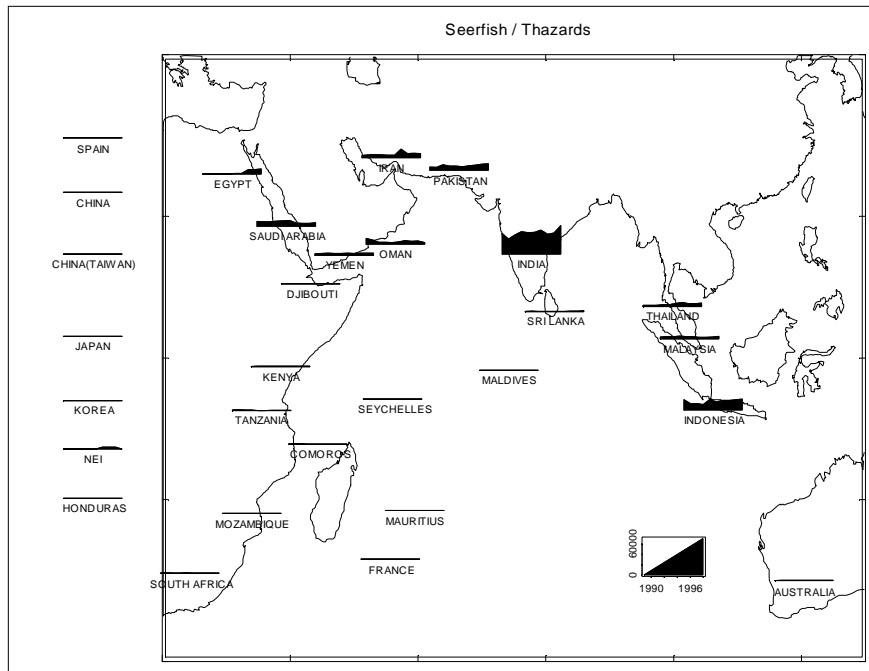 Seerfish / Thazards
SPAIN
IRAN
PAKISTAN
EGYPT
CHINA
SAUDI ARABIA
OMAN
CHINA(TAIWAN)
YEMEN
INDIA
DJIBOUTI
SRI LANKA
THAILAND
JAPAN
MALAYSIA
KENYA
MALDIVES
KOREA
SEYCHELLES
TANZANIA
INDONESIA
NEI
COMOROS
HONDURAS
MOZAMBIQUE
MAURITIUS
60000
0
1990 1996
FRANCE
SOUTH AFRICA
AUSTRALIA